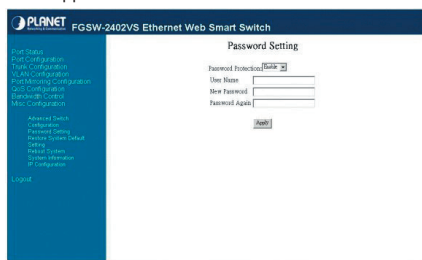 PLANET
Networking & Communication
FGSW-2402VS Ethernet Web Smart Switch
Port Status
Port Configuration
Trunk Configuration
VLAN Configuration
Port Mirroring Configuration
QoS Configuration
Bandwidth Control
Misc Configuration
Advanced Switch
Configuration
Password Setting
Restore System Default
Setting
Reboot System
System Information
IP Configuration
Logout
Password Setting
Password Protection:
User Name
New Password
Password Again
Apply